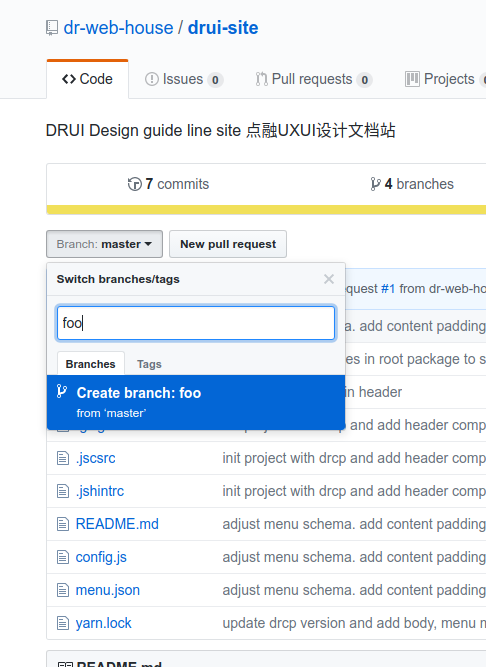 dr-web-house / drui-site
Code Issues 0 Pull requests 0 Projects
DRUI Design guide line site 点融UXUI设计文档站
7 commits 4 branches
Branch: master New pull request
Switch branches/tags
quest #1 from dr-web-ho
foo
a. add content padding
es in root package to s
Branches Tags
Create branch: foo
in header
from ‘master’
p and add header comp
.jscsrc init project with drcp and add header comp
.jshintrc init project with drcp and add header comp
README.md adjust menu schema. add content padding
config.js adjust menu schema. add content padding
menu.json adjust menu schema. add content padding
yarn.lock update drcp version and add body, menu m
README.md